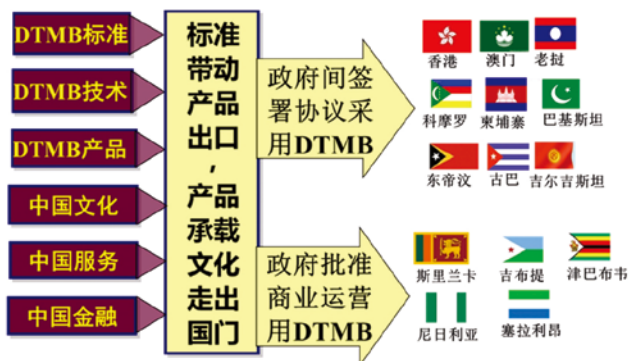 DTMB标准
DTMB技术
DTMB产品
中国文化
中国服务
中国金融
标准
带动
产品
出口
，
产品
承载
文化
走出
国门
政府间签
署协议采
用DTMB
香港 澳门 老挝
科摩罗 柬埔寨 巴基斯坦
东帝汶 古巴 吉尔吉斯坦
政府批准
商业运营
用DTMB
斯里兰卡 吉布提 津巴布韦
尼日利亚 塞拉利昂